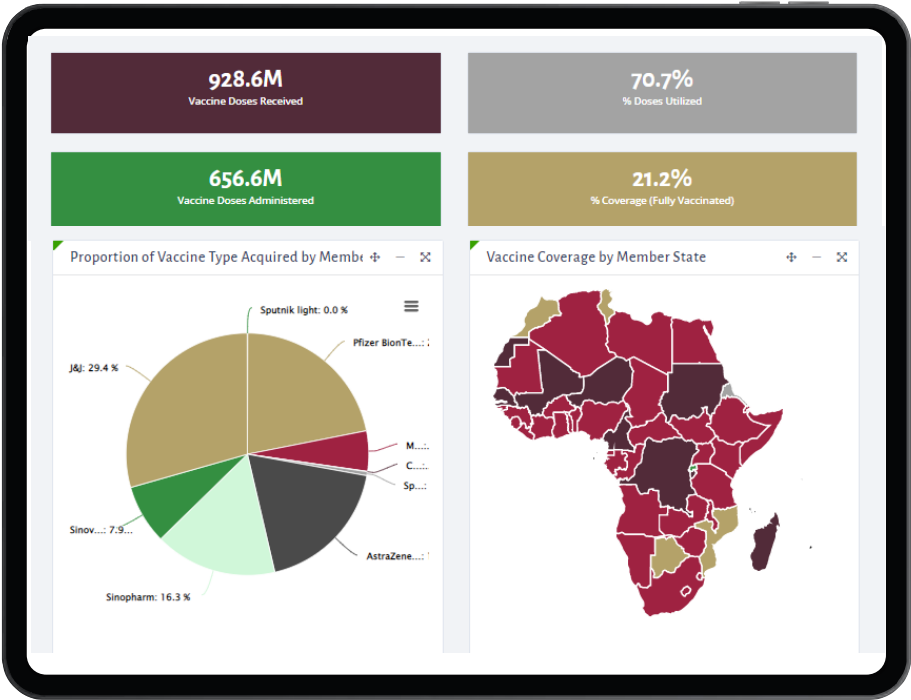 928.6M
Vaccine Doses Received
70.7%
% Doses Utilized
656.6M
Vaccine Doses Administered
21.2%
% Coverage (Fully Vaccinated)
Proportion of Vaccine Type Acquired by Membe
Vaccine Coverage by Member State
Sputnik light: 0.0 %
Pfizer BionTe...:
J&J: 29.4 %
M...:
C...:
Sp...:
Sinov...: 7.9...
AstraZene...:
Sinopharm: 16.3 %